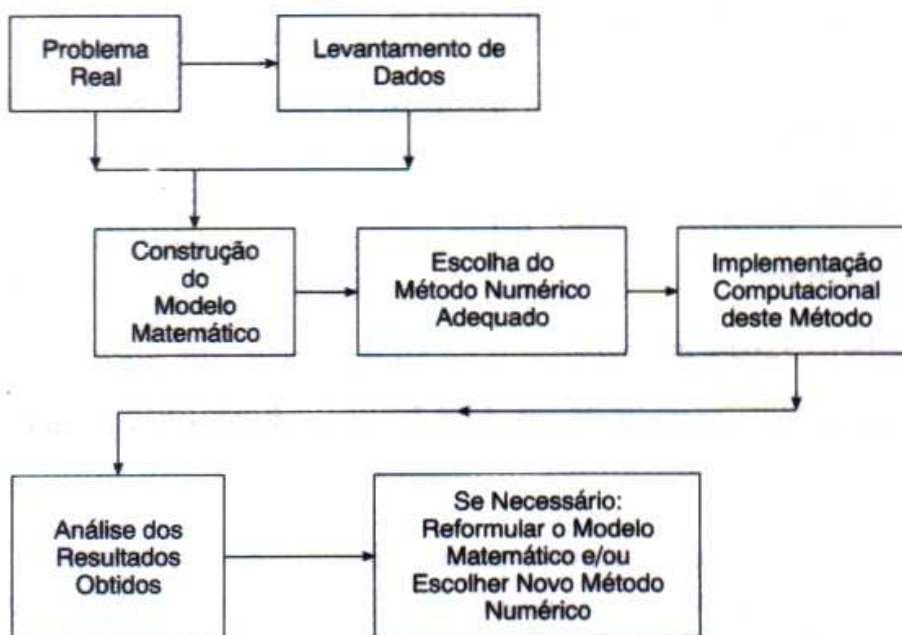 Problema
Real
Levantamento de
Dados
Construção
do
Modelo
Matemático
Escolha do
Método Numérico
Adequado
Implementação
Computacional
deste Método
Análise dos
Resultados
Obtidos
Se Necessário:
Reformular o Modelo
Matemático e/ou
Escolher Novo Método
Numérico